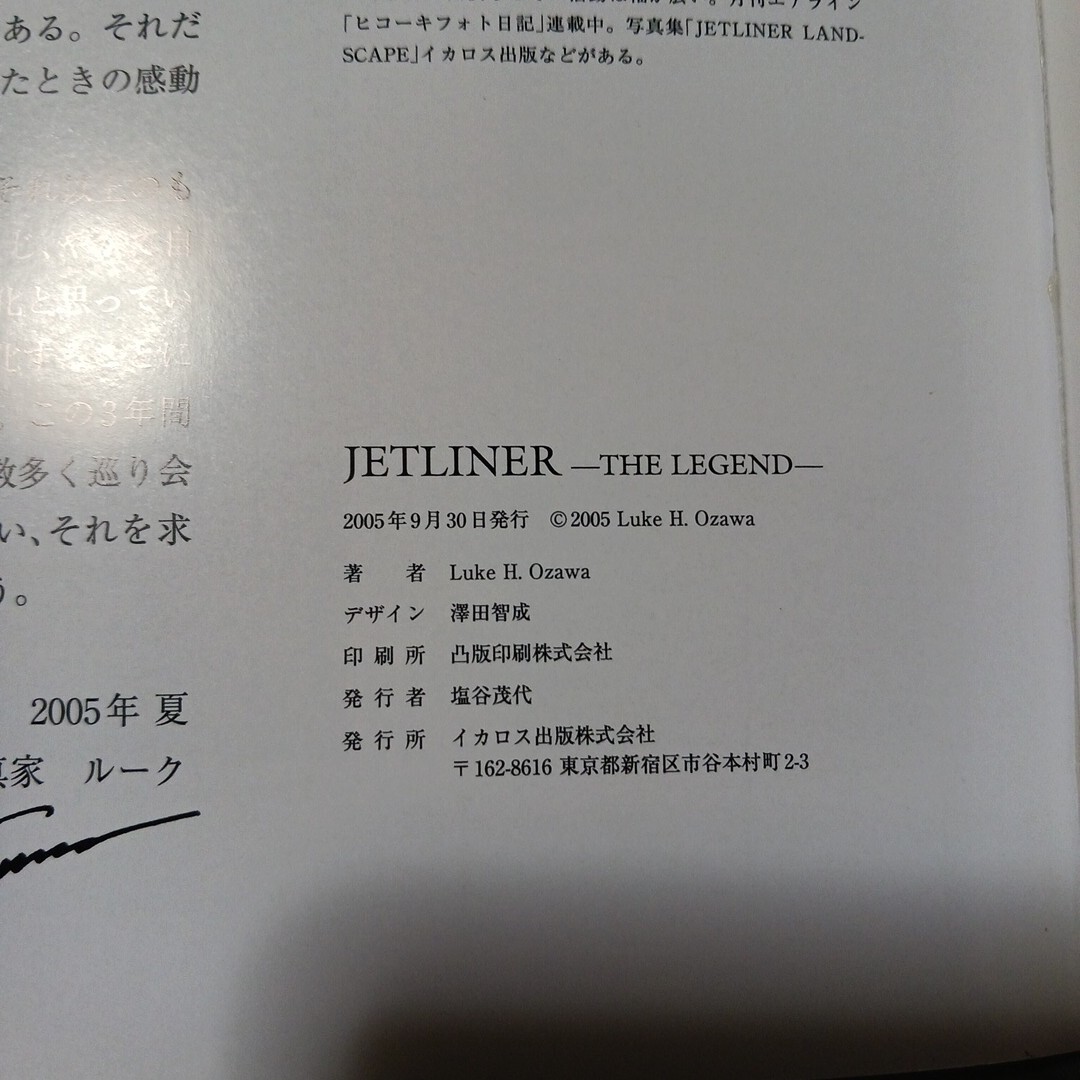 ある。それだ
たときの感動
も
と思ってい
この3年間
数多く巡り会
い、それを求
う。
2005年 夏
真家 ルーク
「ヒコーキフォト日記」連載中。写真集「JETLINER LAND-
SCAPE」イカロス出版などがある。
JETLINER —THE LEGEND—
2005年9月30日発行 ©2005 Luke H. Ozawa
著 者 Luke H. Ozawa
デザイン 澤田智成
印刷所 凸版印刷株式会社
発行者 塩谷茂代
発行所 イカロス出版株式会社
〒162-8616 東京都新宿区市谷本村町2-3